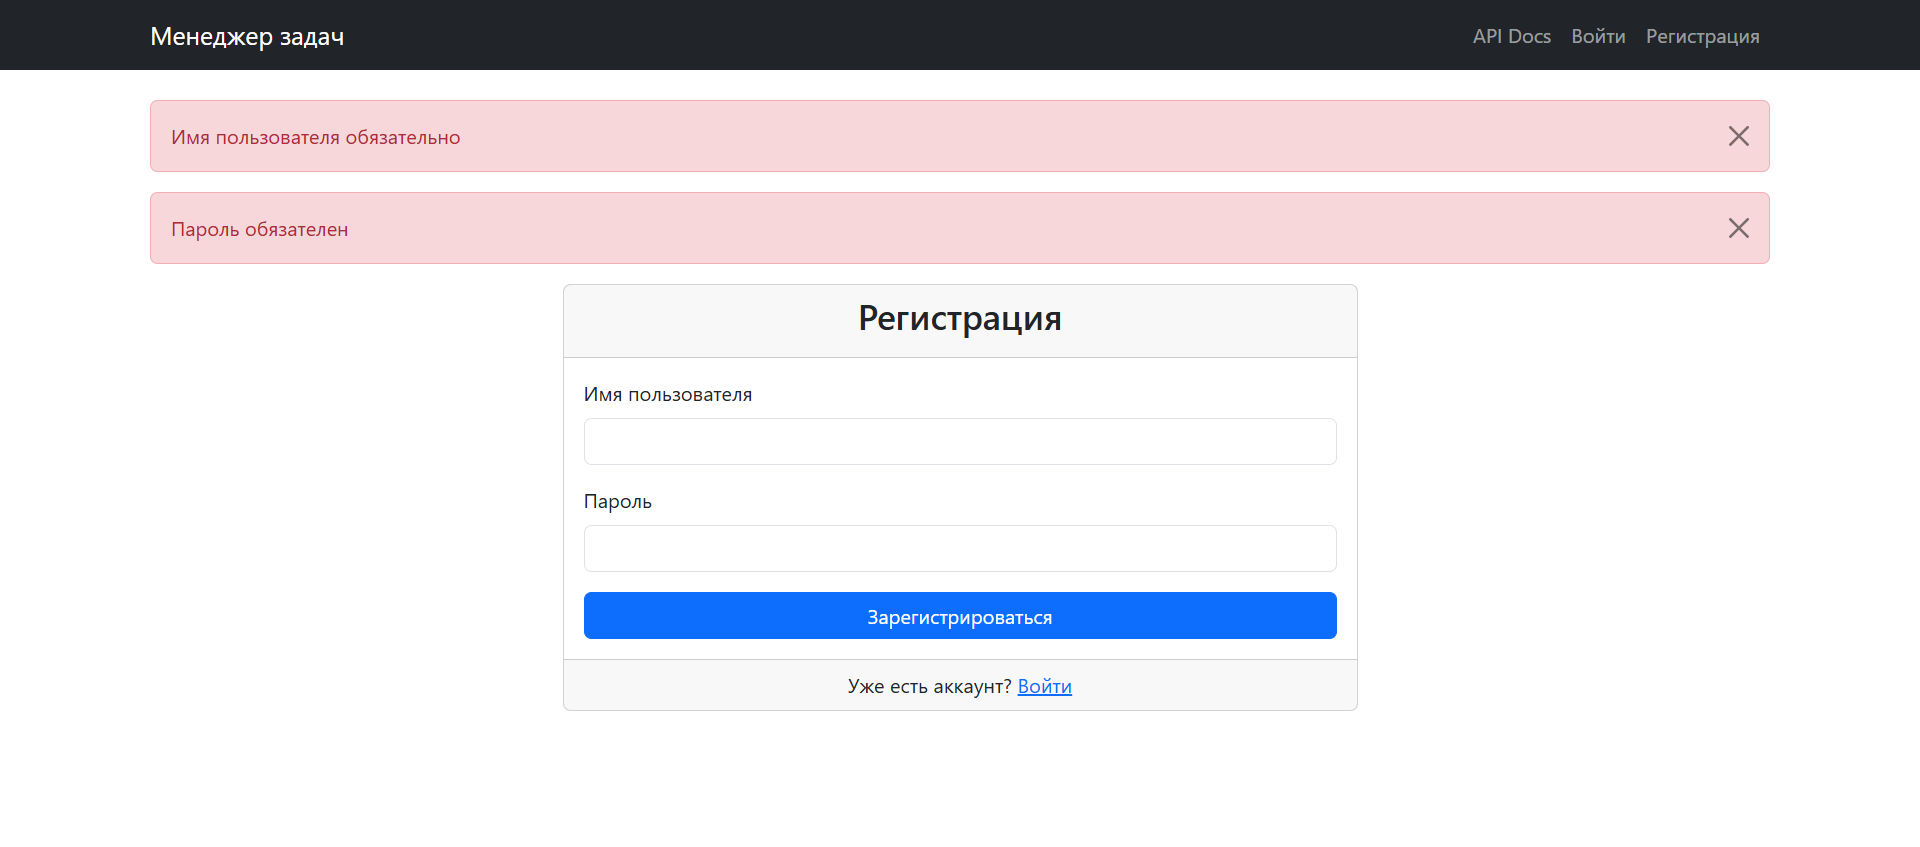 Менеджер задач
API Docs Войти Регистрация
Имя пользователя обязательно
Пароль обязателен
Регистрация
Имя пользователя
Пароль
Зарегистрироваться
Уже есть аккаунт? Войти